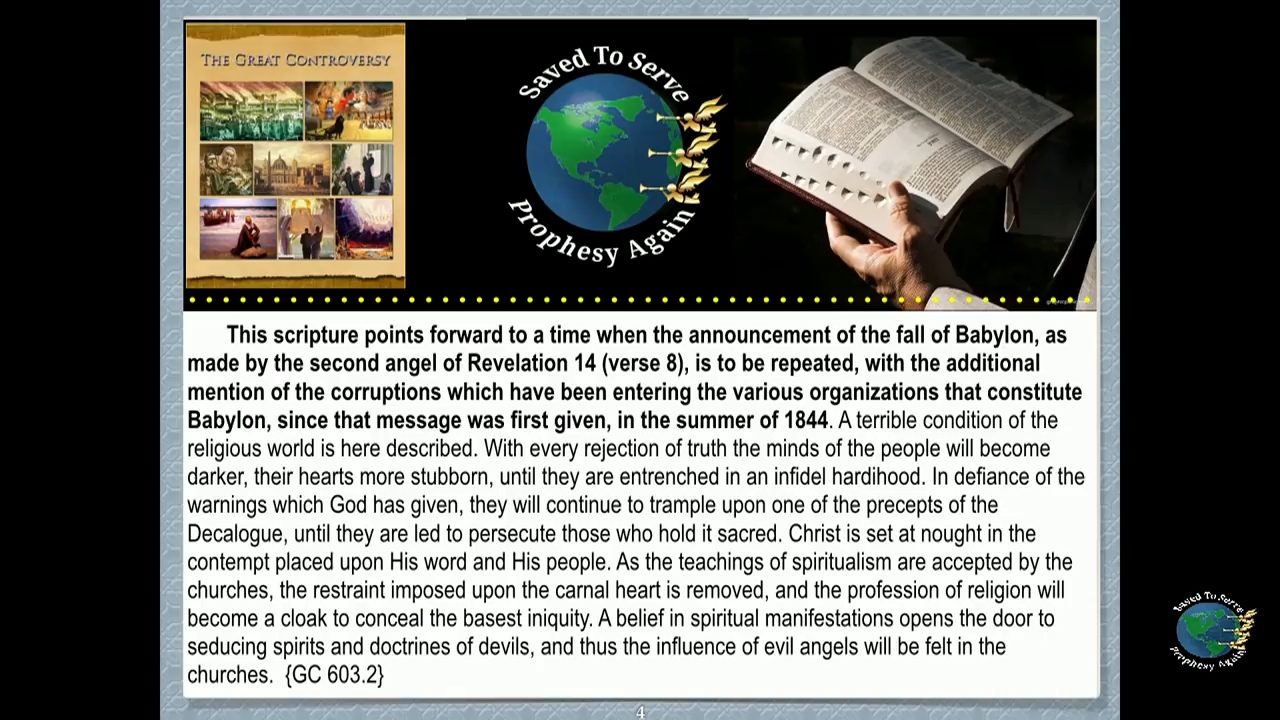 THE GREAT CONTROVERSY
Saved To Serve
Prophesy Again
This scripture points forward to a time when the announcement of the fall of Babylon, as
made by the second angel of Revelation 14 (verse 8), is to be repeated, with the additional
mention of the corruptions which have been entering the various organizations that constitute
Babylon, since that message was first given, in the summer of 1844. A terrible condition of the
religious world is here described. With every rejection of truth the minds of the people will become
darker, their hearts more stubborn, until they are entrenched in an infidel hardihood. In defiance of the
warnings which God has given, they will continue to trample upon one of the precepts of the
Decalogue, until they are led to persecute those who hold it sacred. Christ is set at nought in the
contempt placed upon His word and His people. As the teachings of spiritualism are accepted by the
churches, the restraint imposed upon the carnal heart is removed, and the profession of religion will
become a cloak to conceal the basest iniquity. A belief in spiritual manifestations opens the door to
seducing spirits and doctrines of devils, and thus the influence of evil angels will be felt in the
churches. {GC 603.2}
4
Saved To Serve
Prophesy Again